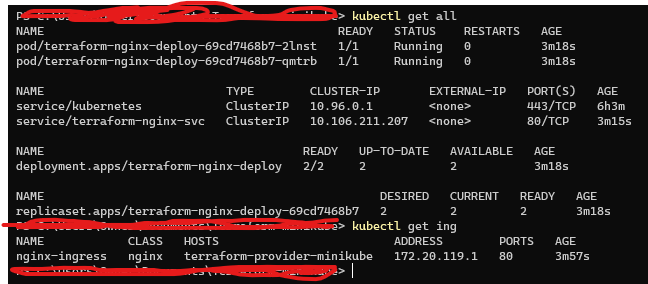 > kubectl get all
NAME READY STATUS RESTARTS AGE
pod/terraform-nginx-deploy-69cd7468b7-2lnst 1/1 Running 0 3m18s
pod/terraform-nginx-deploy-69cd7468b7-qmtrb 1/1 Running 0 3m18s
NAME TYPE CLUSTER-IP EXTERNAL-IP PORT(S) AGE
service/kubernetes ClusterIP 10.96.0.1 <none> 443/TCP 6h3m
service/terraform-nginx-svc ClusterIP 10.106.211.207 <none> 80/TCP 3m15s
NAME READY UP-TO-DATE AVAILABLE AGE
deployment.apps/terraform-nginx-deploy 2/2 2 2 3m18s
NAME DESIRED CURRENT READY AGE
replicaset.apps/terraform-nginx-deploy-69cd7468b7 2 2 2 3m18s
> kubectl get ing
NAME CLASS HOSTS ADDRESS PORTS AGE
nginx-ingress nginx terraform-provider-minikube 172.20.119.1 80 3m57s
>